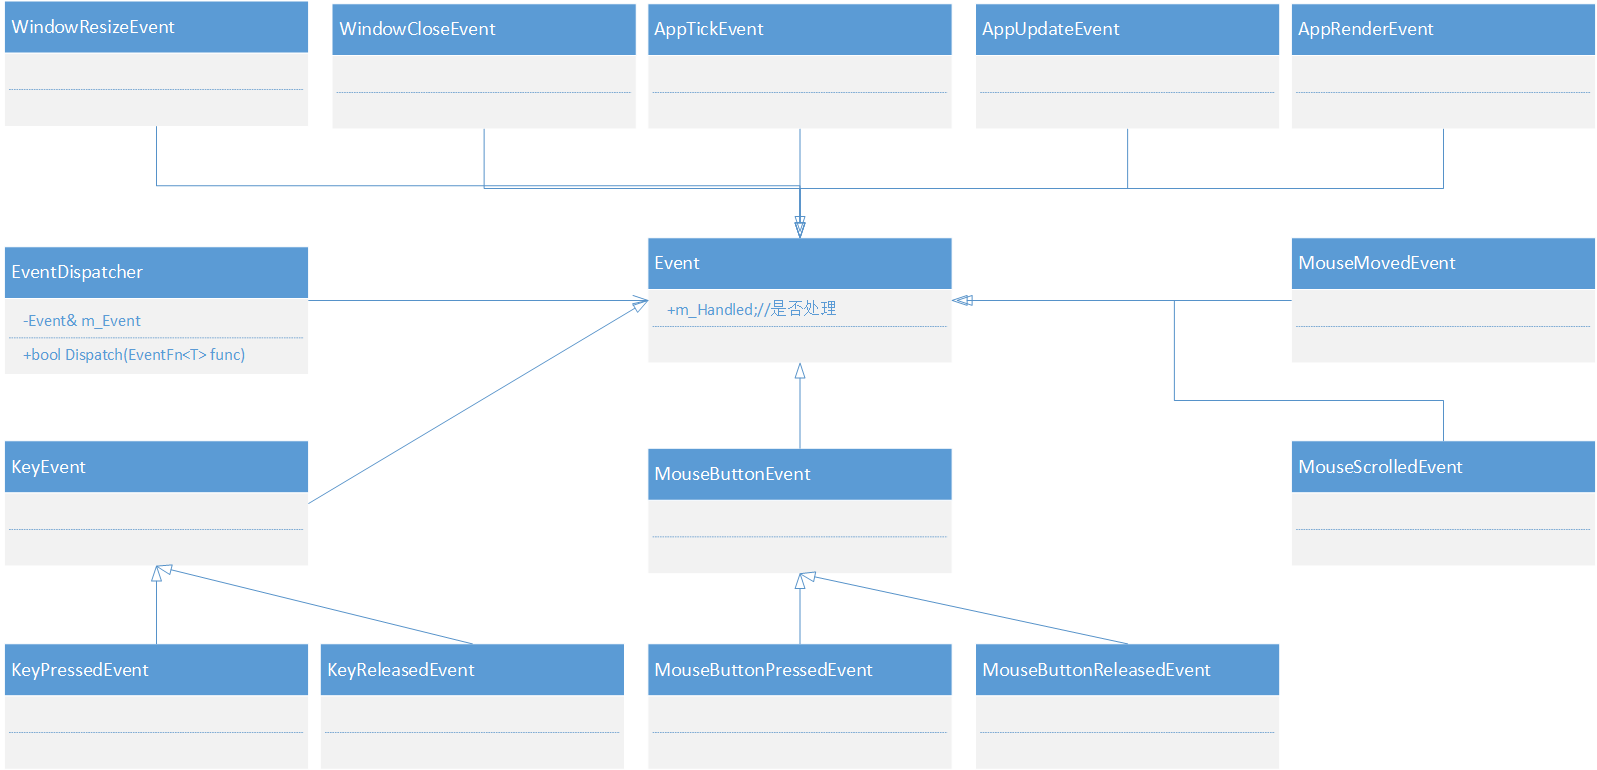 WindowResizeEvent
WindowCloseEvent
AppTickEvent
AppUpdateEvent
AppRenderEvent
EventDispatcher
-Event& m_Event
+bool Dispatch(EventFn<T> func)
Event
+m_Handled;//是否处理
MouseMovedEvent
KeyEvent
MouseButtonEvent
MouseScrolledEvent
KeyPressedEvent
KeyReleasedEvent
MouseButtonPressedEvent
MouseButtonReleasedEvent